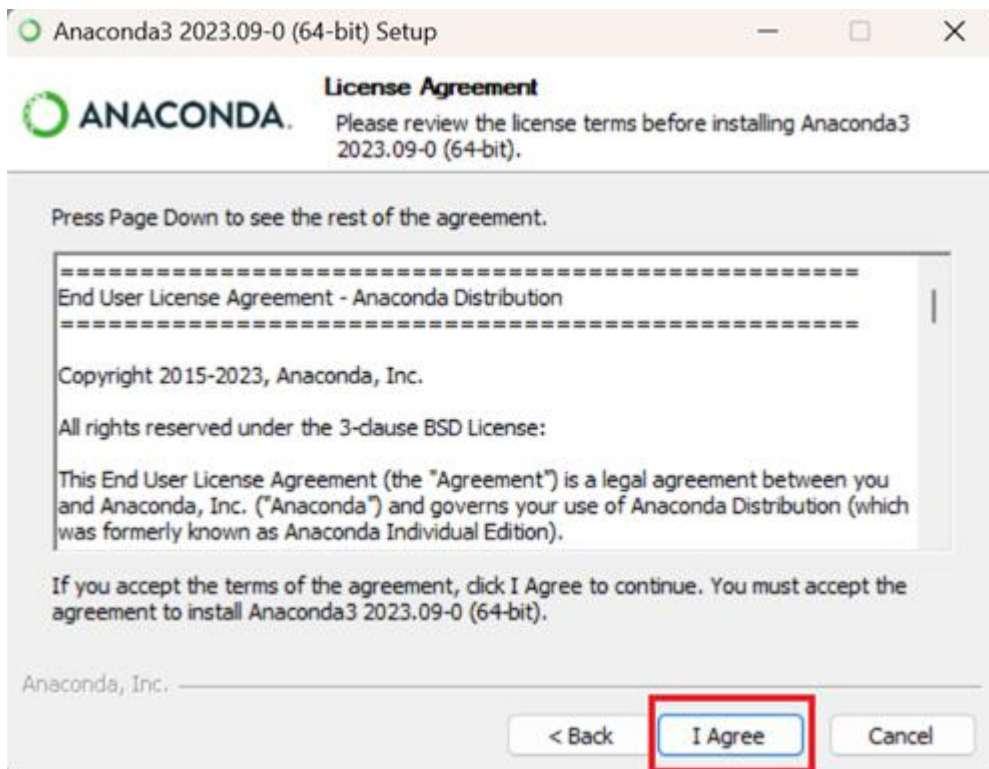 Anaconda3 2023.09-0 (64-bit) Setup
ANACONDA.
License Agreement
Please review the license terms before installing Anaconda3
2023.09-0 (64-bit).
Press Page Down to see the rest of the agreement.
==================================================
End User License Agreement - Anaconda Distribution
==================================================
Copyright 2015-2023, Anaconda, Inc.
All rights reserved under the 3-clause BSD License:
This End User License Agreement (the "Agreement") is a legal agreement between you
and Anaconda, Inc. ("Anaconda") and governs your use of Anaconda Distribution (which
was formerly known as Anaconda Individual Edition).
If you accept the terms of the agreement, click I Agree to continue. You must accept the
agreement to install Anaconda3 2023.09-0 (64-bit).
Anaconda, Inc.
< Back
I Agree
Cancel